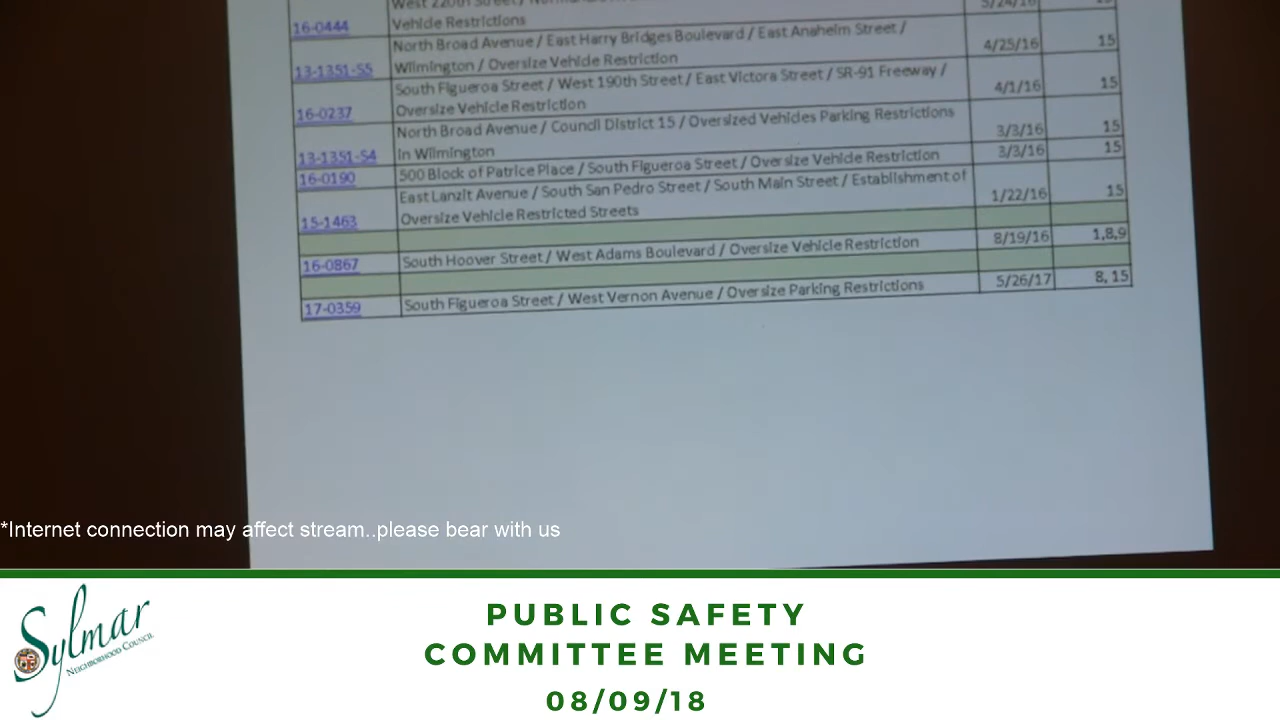 16-0444 Vehicle Restrictions 5/24/16 15
North Broad Avenue / East Harry Bridges Boulevard / East Anaheim Street /
13-1351-S5 Wilmington / Oversize Vehicle Restriction 4/25/16 15
South Figueroa Street / West 190th Street / East Victora Street / SR-91 Freeway /
16-0237 Oversize Vehicle Restriction 4/1/16 15
North Broad Avenue / Council District 15 / Oversized Vehicles Parking Restrictions
13-1351-S4 in Wilmington 3/3/16 15
16-0190 500 Block of Patrice Place / South Figueroa Street / Oversize Vehicle Restriction 3/3/16 15
East Lanzit Avenue / South San Pedro Street / South Main Street / Establishment of
15-1463 Oversize Vehicle Restricted Streets 1/22/16 15
16-0867 South Hoover Street / West Adams Boulevard / Oversize Vehicle Restriction 8/19/16 1,8,9
17-0359 South Figueroa Street / West Vernon Avenue / Oversize Parking Restrictions 5/26/17 8, 15
*Internet connection may affect stream..please bear with us
Sylmar
NEIGHBORHOOD COUNCIL
PUBLIC SAFETY
COMMITTEE MEETING
08/09/18